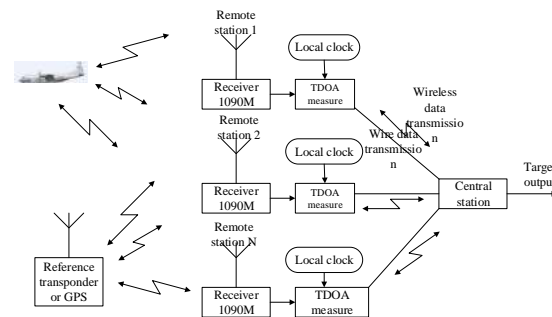 Remote
station 1
Local clock
Receiver
1090M
TDOA
measure
Wireless
data
transmissio
n
Remote
station 2
Local clock
Wire data
transmissio
n
Receiver
1090M
TDOA
measure
Central
station
Target
output
Remote
station N
Local clock
Reference
transponder
or GPS
Receiver
1090M
TDOA
measure